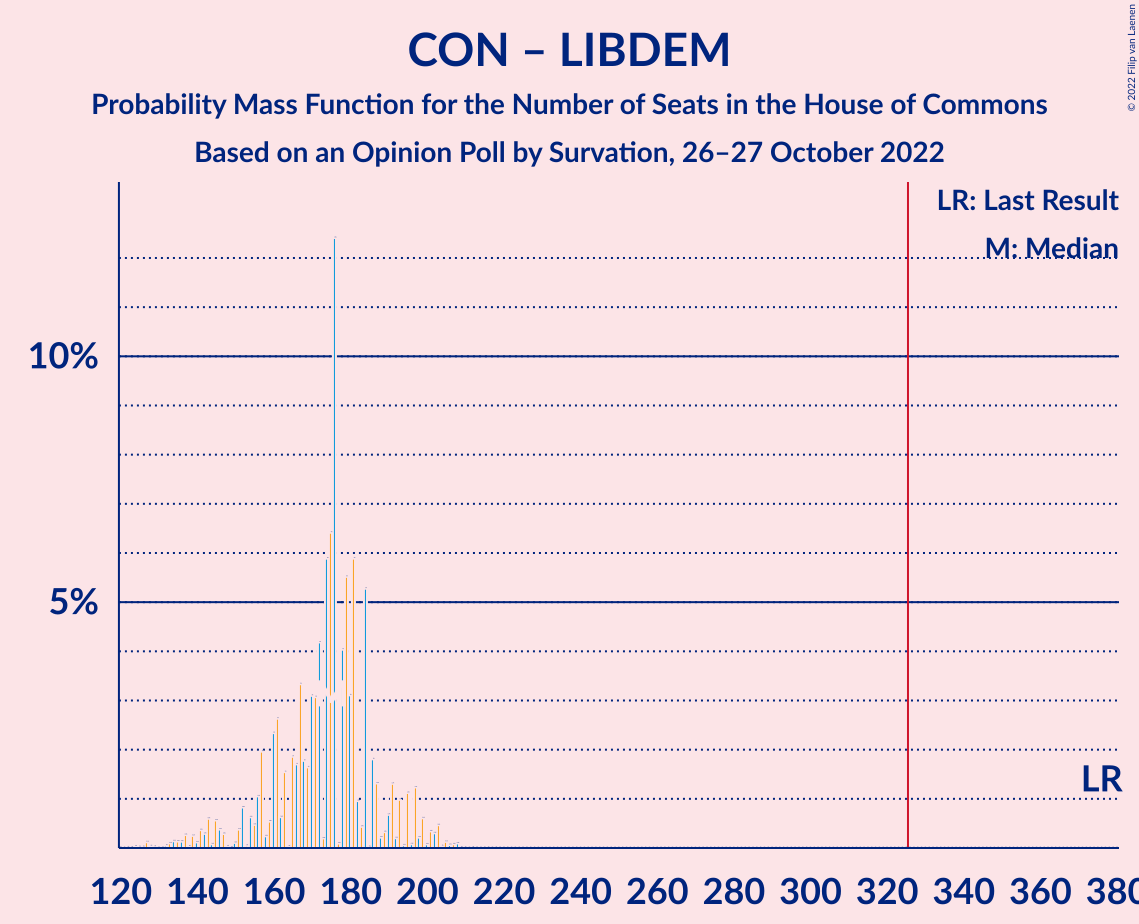 CON – LIBDEM
Probability Mass Function for the Number of Seats in the House of Commons
Based on an Opinion Poll by Survation, 26–27 October 2022
© 2022 Filip van Laenen
LR: Last Result
M: Median
10%
5%
LR
120 140 160 180 200 220 240 260 280 300 320 340 360 380